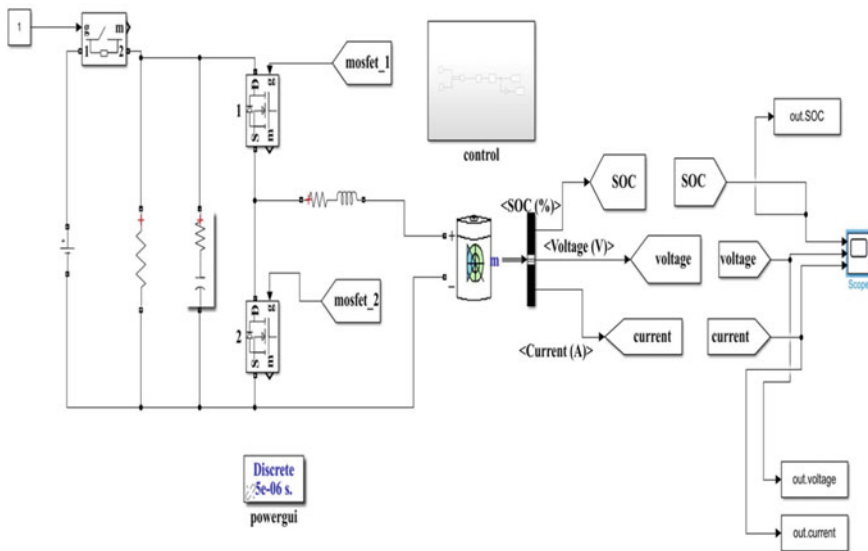 1
g m
1 2
mosfet_1
D g
1
S m
control
out.SOC
<SOC (%)>
SOC
SOC
<Voltage (V)>
+
m
voltage
voltage
Scope
mosfet_2
D g
2
S m
<Current (A)>
current
current
Discrete
5e-06 s.
powergui
out.voltage
out.current